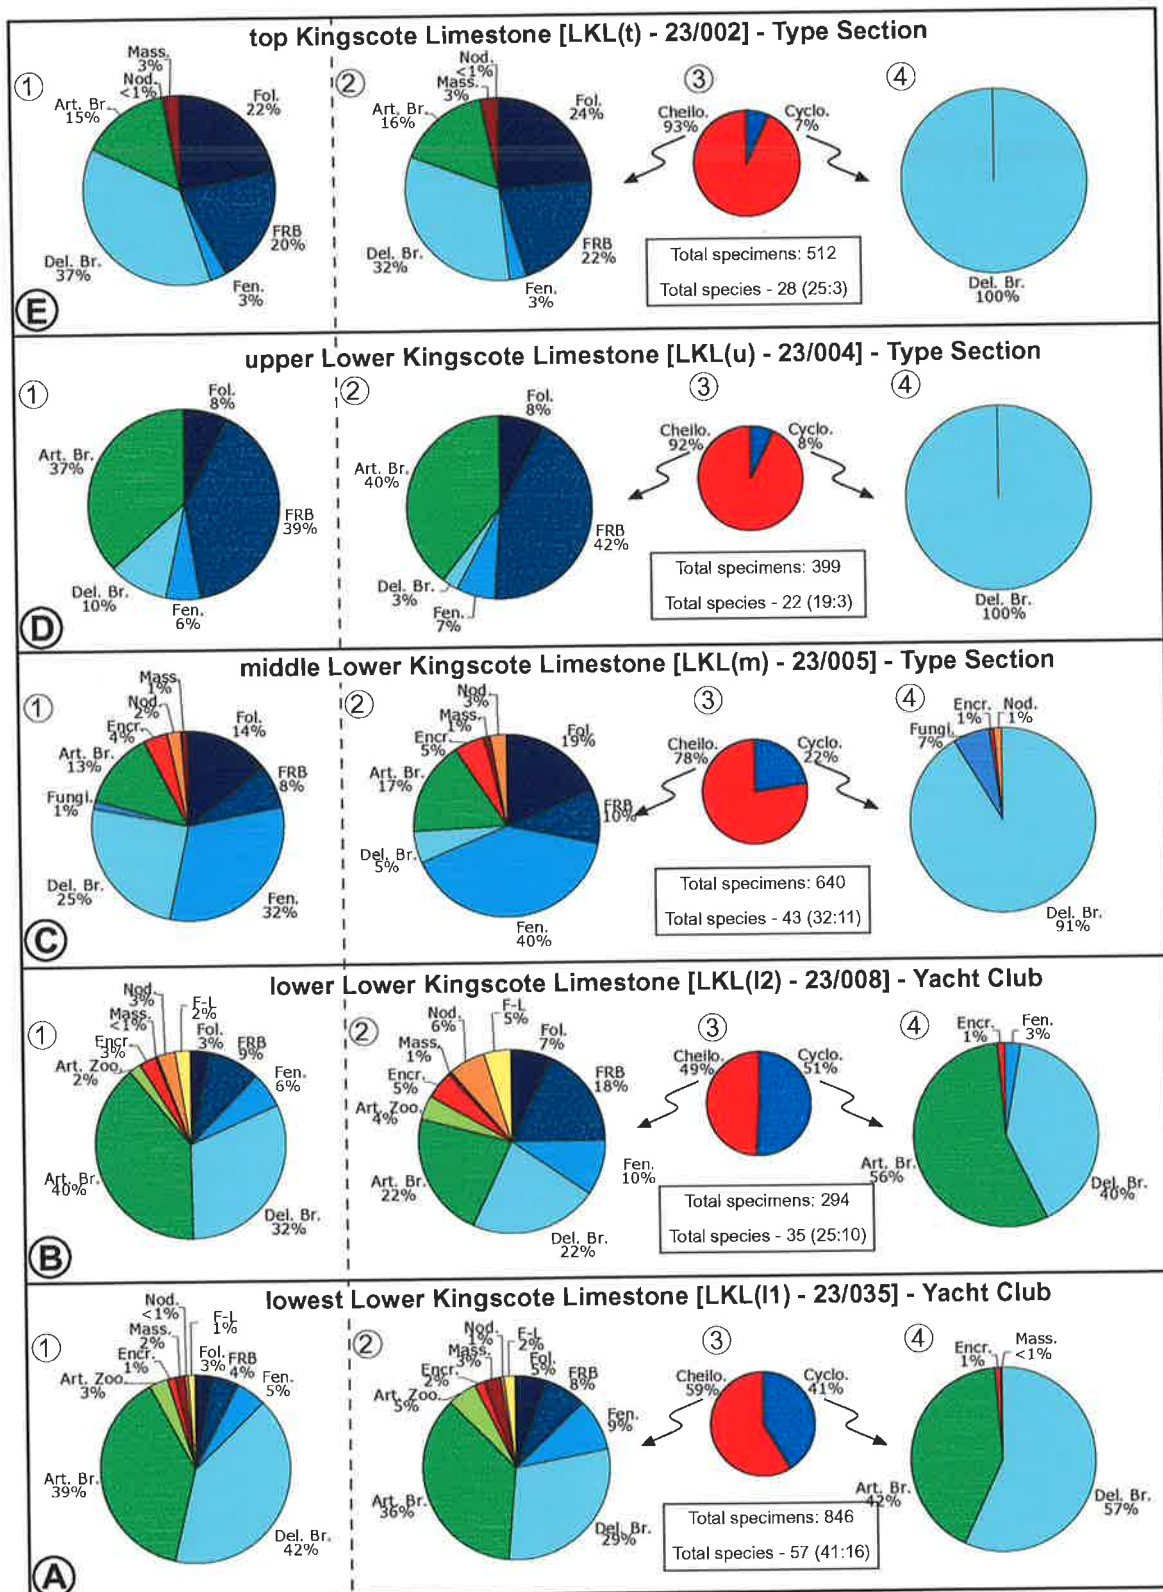 top Kingscote Limestone [LKL(t) - 23/002] - Type Section
1
Mass.
3%
Nod.
<1%
Art. Br.
15%
Fol.
22%
FRB
20%
Fen.
3%
Del. Br.
37%
2
Nod.
<1%
Mass.
3%
Art. Br.
16%
Fol.
24%
FRB
22%
Fen.
3%
Del. Br.
32%
3
Cheilo.
93%
Cyclo.
7%
Total specimens: 512
Total species - 28 (25:3)
4
Del. Br.
100%
E
upper Lower Kingscote Limestone [LKL(u) - 23/004] - Type Section
1
Fol.
8%
Art. Br.
37%
FRB
39%
Del. Br.
10%
Fen.
6%
2
Fol.
8%
Art. Br.
40%
FRB
42%
Del. Br.
3%
Fen.
7%
3
Cheilo.
92%
Cyclo.
8%
Total specimens: 399
Total species - 22 (19:3)
4
Del. Br.
100%
D
middle Lower Kingscote Limestone [LKL(m) - 23/005] - Type Section
1
Mass.
1%
Nod.
2%
Encr.
4%
Art. Br.
13%
Fungi.
1%
Fol.
14%
FRB
8%
Del. Br.
25%
Fen.
32%
2
Nod.
3%
Mass.
1%
Encr.
5%
Art. Br.
17%
Fol.
19%
FRB
10%
Del. Br.
5%
Fen.
40%
3
Cheilo.
78%
Cyclo.
22%
Total specimens: 640
Total species - 43 (32:11)
4
Encr.
1%
Nod.
1%
Fungi.
7%
Del. Br.
91%
C
lower Lower Kingscote Limestone [LKL(l2) - 23/008] - Yacht Club
1
Nod.
3%
F-L
2%
Mass.
<1%
Encr.
3%
Art. Zoo.
2%
Fol.
3%
FRB
9%
Fen.
6%
Art. Br.
40%
Del. Br.
32%
2
Nod.
6%
F-L
5%
Mass.
1%
Encr.
5%
Art. Zoo.
4%
Fol.
7%
FRB
18%
Fen.
10%
Art. Br.
22%
Del. Br.
22%
3
Cheilo.
49%
Cyclo.
51%
Total specimens: 294
Total species - 35 (25:10)
4
Encr.
1%
Fen.
3%
Art. Br.
56%
Del. Br.
40%
B
lowest Lower Kingscote Limestone [LKL(l1) - 23/035] - Yacht Club
1
Nod.
<1%
F-L
1%
Mass.
2%
Encr.
1%
Art. Zoo.
3%
Fol.
3%
FRB
4%
Fen.
5%
Art. Br.
39%
Del. Br.
42%
2
Nod.
1%
F-L
2%
Mass.
3%
Encr.
2%
Art. Zoo.
5%
Fol.
5%
FRB
8%
Fen.
9%
Art. Br.
36%
Del. Br.
29%
3
Cheilo.
59%
Cyclo.
41%
Total specimens: 846
Total species - 57 (41:16)
4
Encr.
1%
Mass.
<1%
Art. Br.
42%
Del. Br.
57%
A